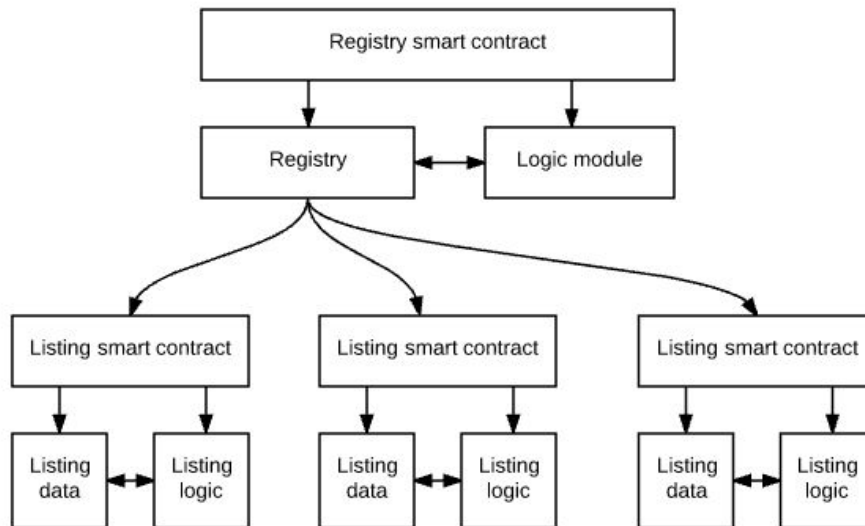 Registry smart contract
Registry
Logic module
Listing smart contract
Listing smart contract
Listing smart contract
Listing
data
Listing
logic
Listing
data
Listing
logic
Listing
data
Listing
logic